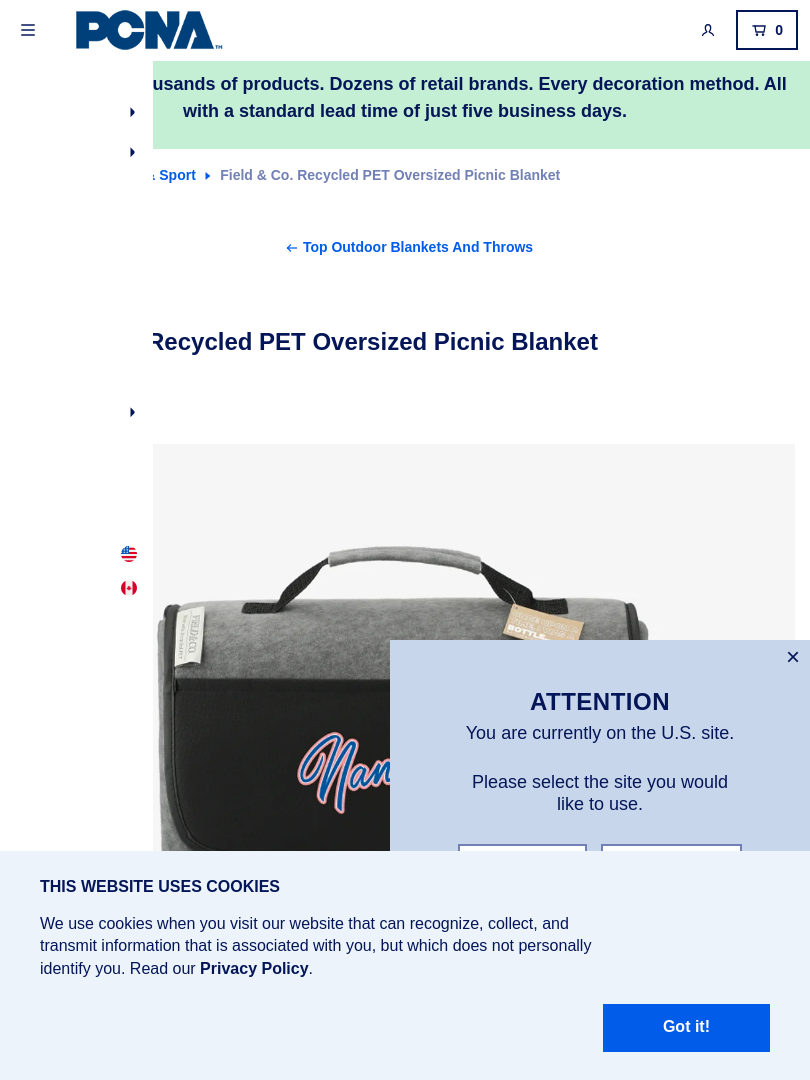 PCNA
0
usands of products. Dozens of retail brands. Every decoration method. All
with a standard lead time of just five business days.
& Sport
Field & Co. Recycled PET Oversized Picnic Blanket
Top Outdoor Blankets And Throws
Recycled PET Oversized Picnic Blanket
FIELD&CO.
BOTTLE
Nan
ATTENTION
You are currently on the U.S. site.
Please select the site you would
like to use.
THIS WEBSITE USES COOKIES
We use cookies when you visit our website that can recognize, collect, and
transmit information that is associated with you, but which does not personally
identify you. Read our Privacy Policy.
Got it!